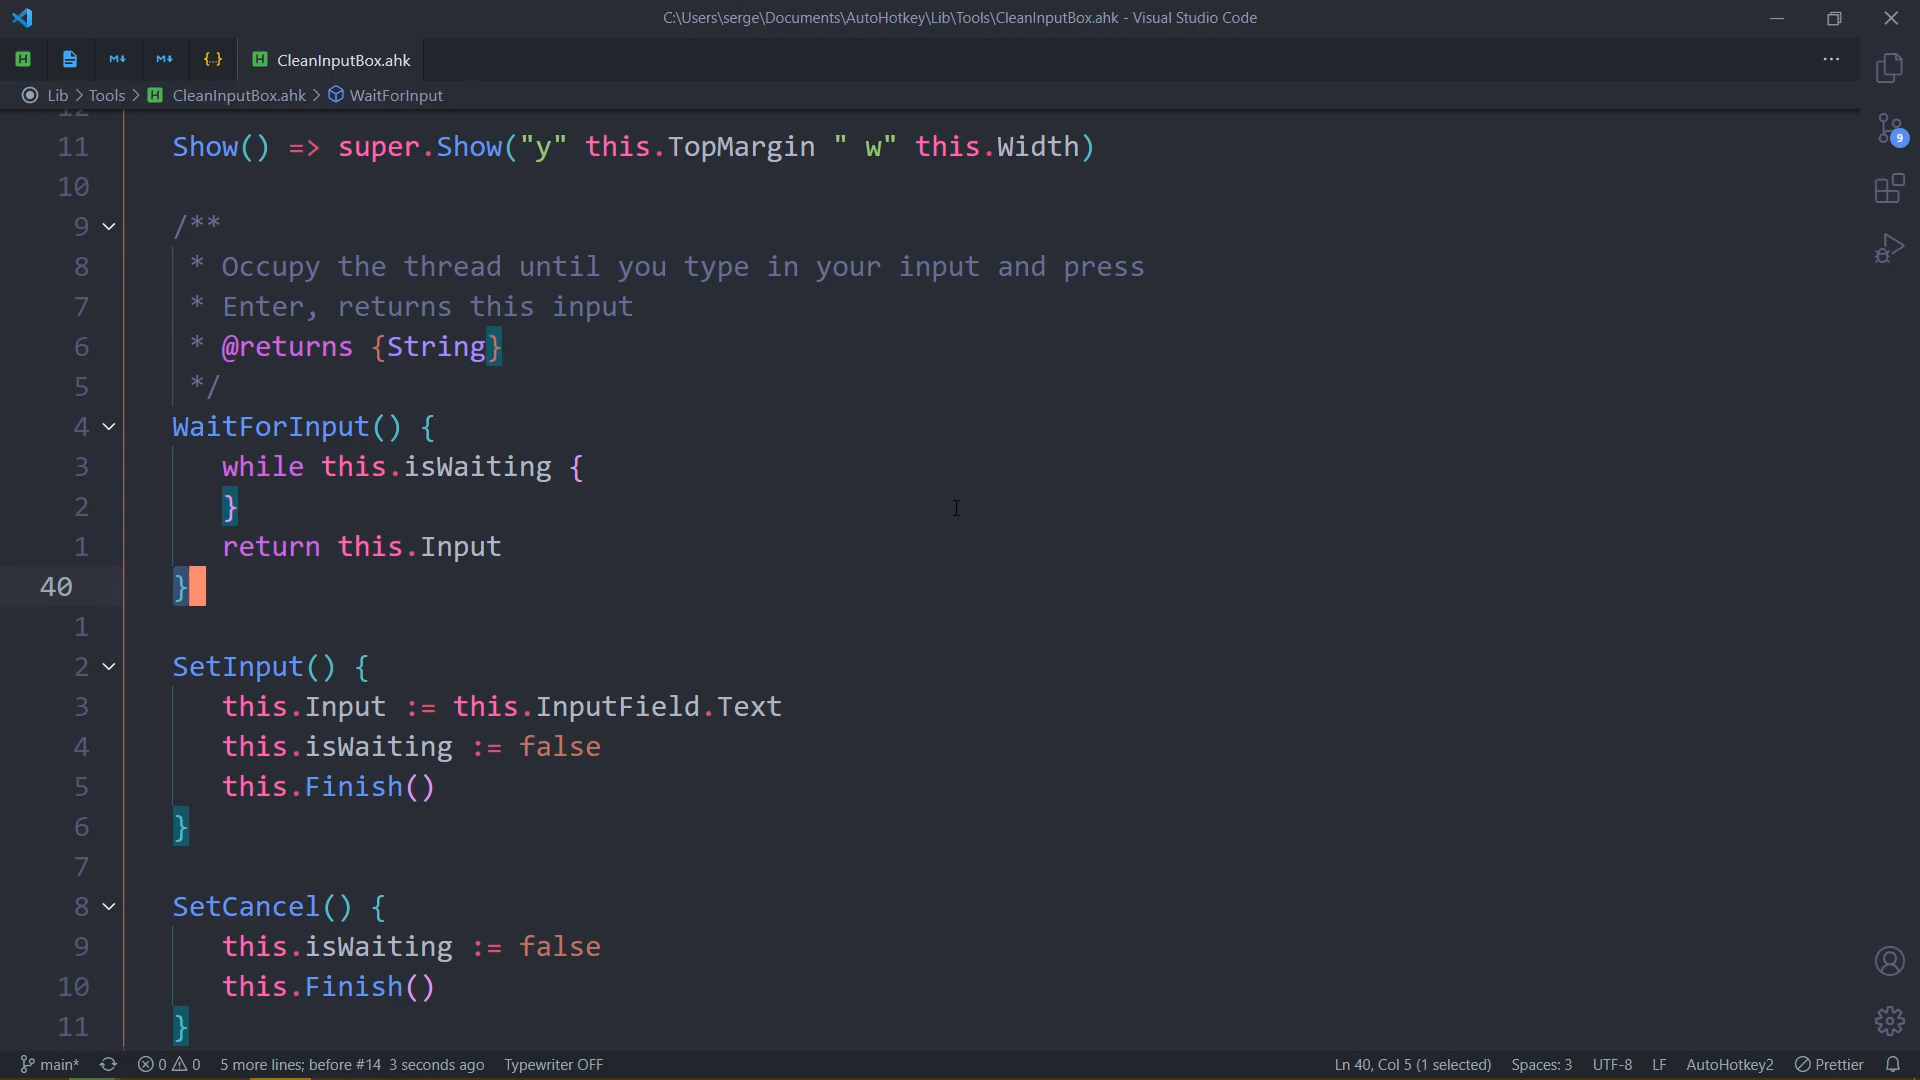 C:\Users\serge\Documents\AutoHotkey\Lib\Tools\CleanInputBox.ahk - Visual Studio Code
H M↓ M↓ {..} H CleanInputBox.ahk ...
Lib > Tools > H CleanInputBox.ahk > WaitForInput
12
11 Show() => super.Show("y" this.TopMargin " w" this.Width)
10
9 /**
8 * Occupy the thread until you type in your input and press
7 * Enter, returns this input
6 * @returns {String}
5 */
4 WaitForInput() {
3 while this.isWaiting {
2 }
1 return this.Input
40 }
1
2 SetInput() {
3 this.Input := this.InputField.Text
4 this.isWaiting := false
5 this.Finish()
6 }
7
8 SetCancel() {
9 this.isWaiting := false
10 this.Finish()
11 }
9
main* 0 0 5 more lines; before #14 3 seconds ago Typewriter OFF Ln 40, Col 5 (1 selected) Spaces: 3 UTF-8 LF AutoHotkey2 Prettier